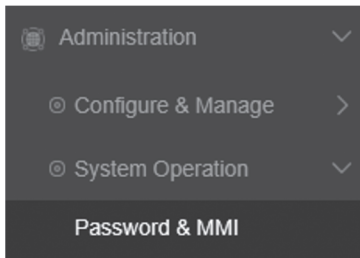 Administration
Configure & Manage
System Operation
Password & MMI